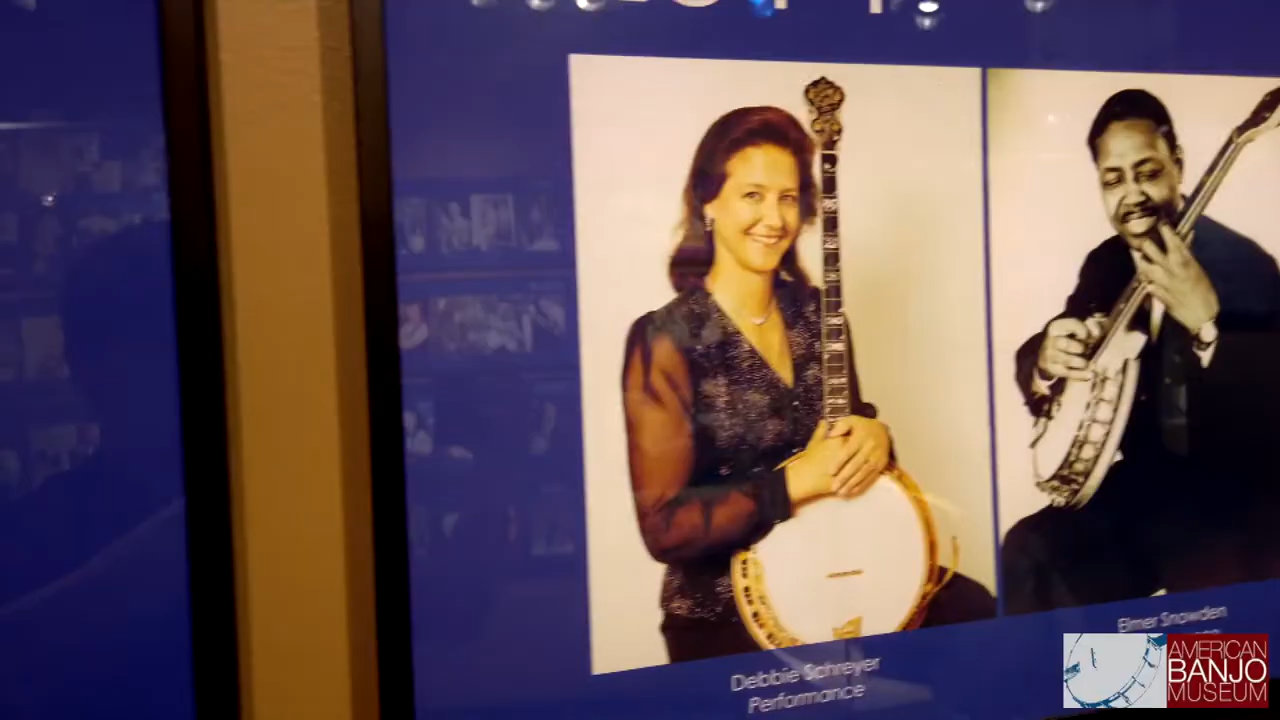 Debbie Schreyer
Performance
Elmer Snowden
AMERICAN
BANJO
MUSEUM